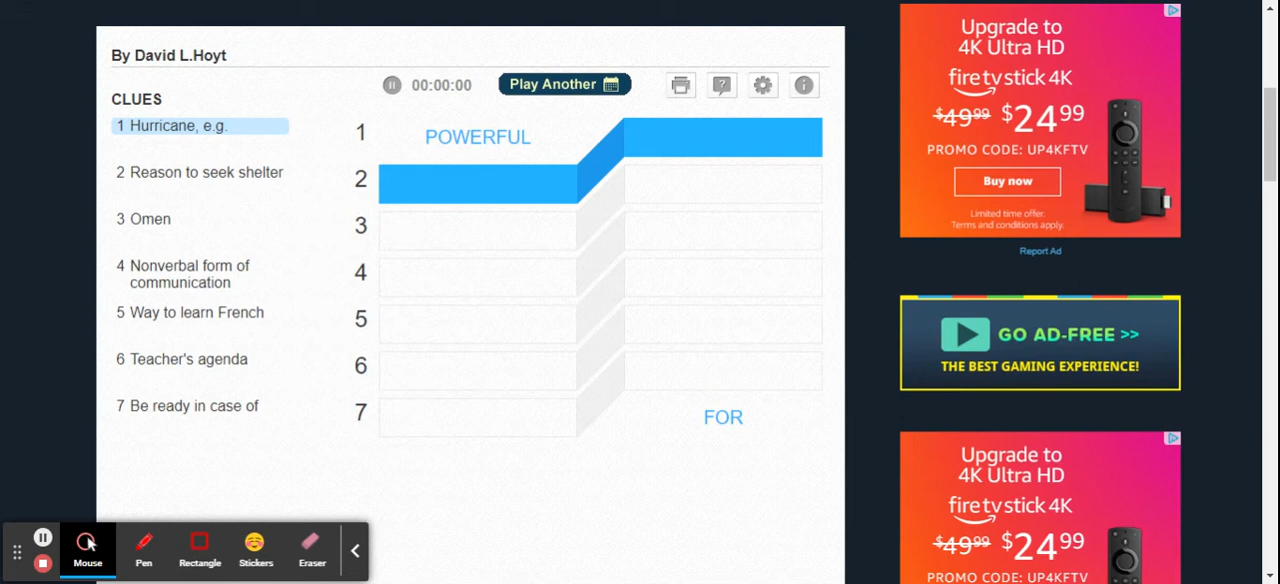 By David L.Hoyt
00:00:00
Play Another
CLUES
1 Hurricane, e.g.
2 Reason to seek shelter
3 Omen
4 Nonverbal form of
communication
5 Way to learn French
6 Teacher's agenda
7 Be ready in case of
1 POWERFUL
2
3
4
5
6
7 FOR
Upgrade to
4K Ultra HD
fire tv stick 4K
$49.99 $24.99
PROMO CODE: UP4KFTV
Buy now
Limited time offer.
Terms and conditions apply.
Report Ad
GO AD-FREE >>
THE BEST GAMING EXPERIENCE!
Upgrade to
4K Ultra HD
fire tv stick 4K
$49.99 $24.99
PROMO CODE: UP4KFTV
Mouse
Pen
Rectangle
Stickers
Eraser